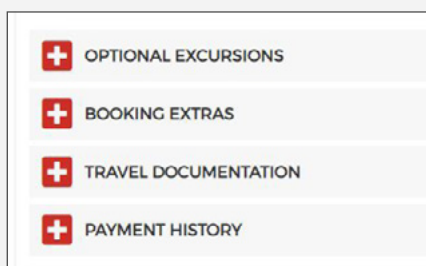 OPTIONAL EXCURSIONS
BOOKING EXTRAS
TRAVEL DOCUMENTATION
PAYMENT HISTORY